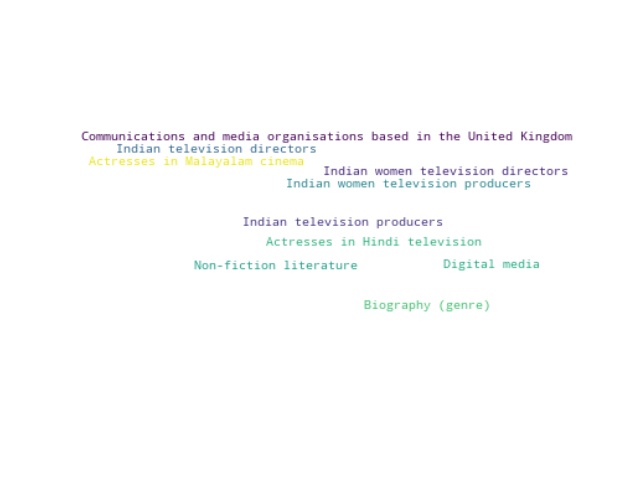 Communications and media organisations based in the United Kingdom
Indian television directors
Actresses in Malayalam cinema
Indian women television directors
Indian women television producers
Indian television producers
Actresses in Hindi television
Non-fiction literature
Digital media
Biography (genre)